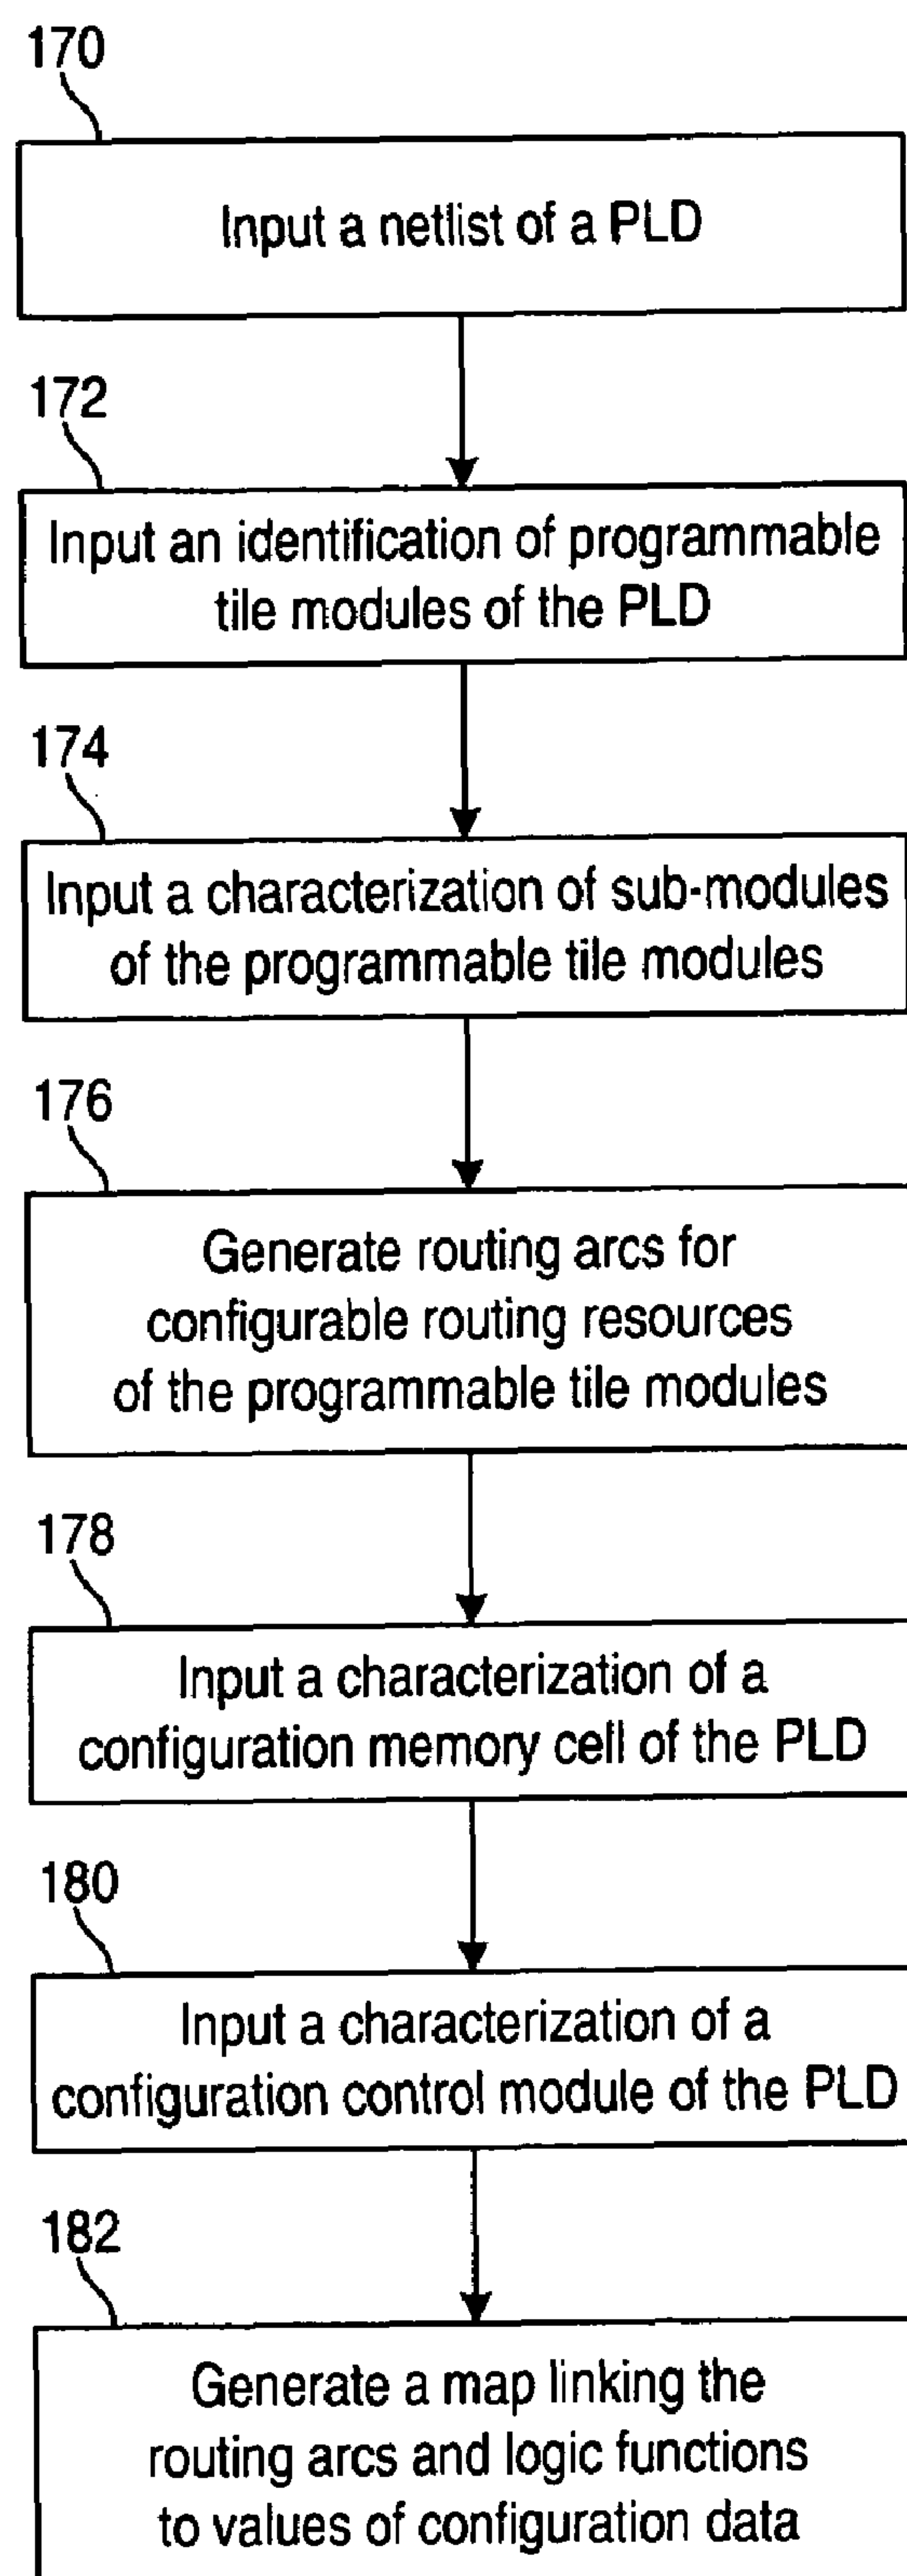 170
Input a netlist of a PLD
172
Input an identification of programmable
tile modules of the PLD
174
Input a characterization of sub-modules
of the programmable tile modules
176
Generate routing arcs for
configurable routing resources
of the programmable tile modules
178
Input a characterization of a
configuration memory cell of the PLD
180
Input a characterization of a
configuration control module of the PLD
182
Generate a map linking the
routing arcs and logic functions
to values of configuration data